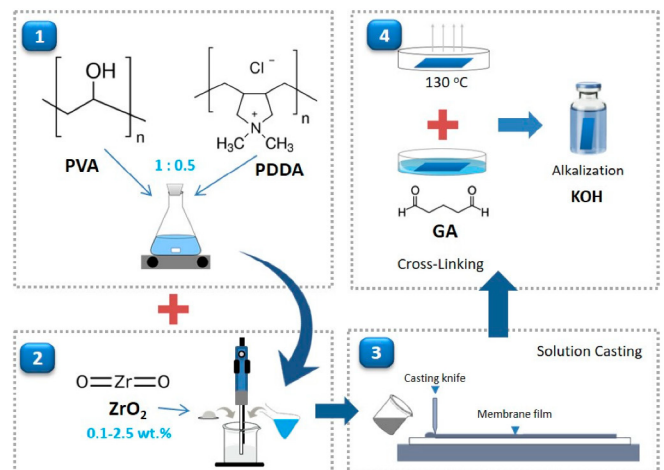 1
OH
n
PVA
Cl −
N
+
H₃C
CH₃
n
PDDA
1 : 0.5
2
O=Zr=O
ZrO₂
0.1-2.5 wt.%
3
Solution Casting
Casting knife
Membrane film
4
130 °C
O
H
O
H
GA
Cross-Linking
Alkalization
KOH